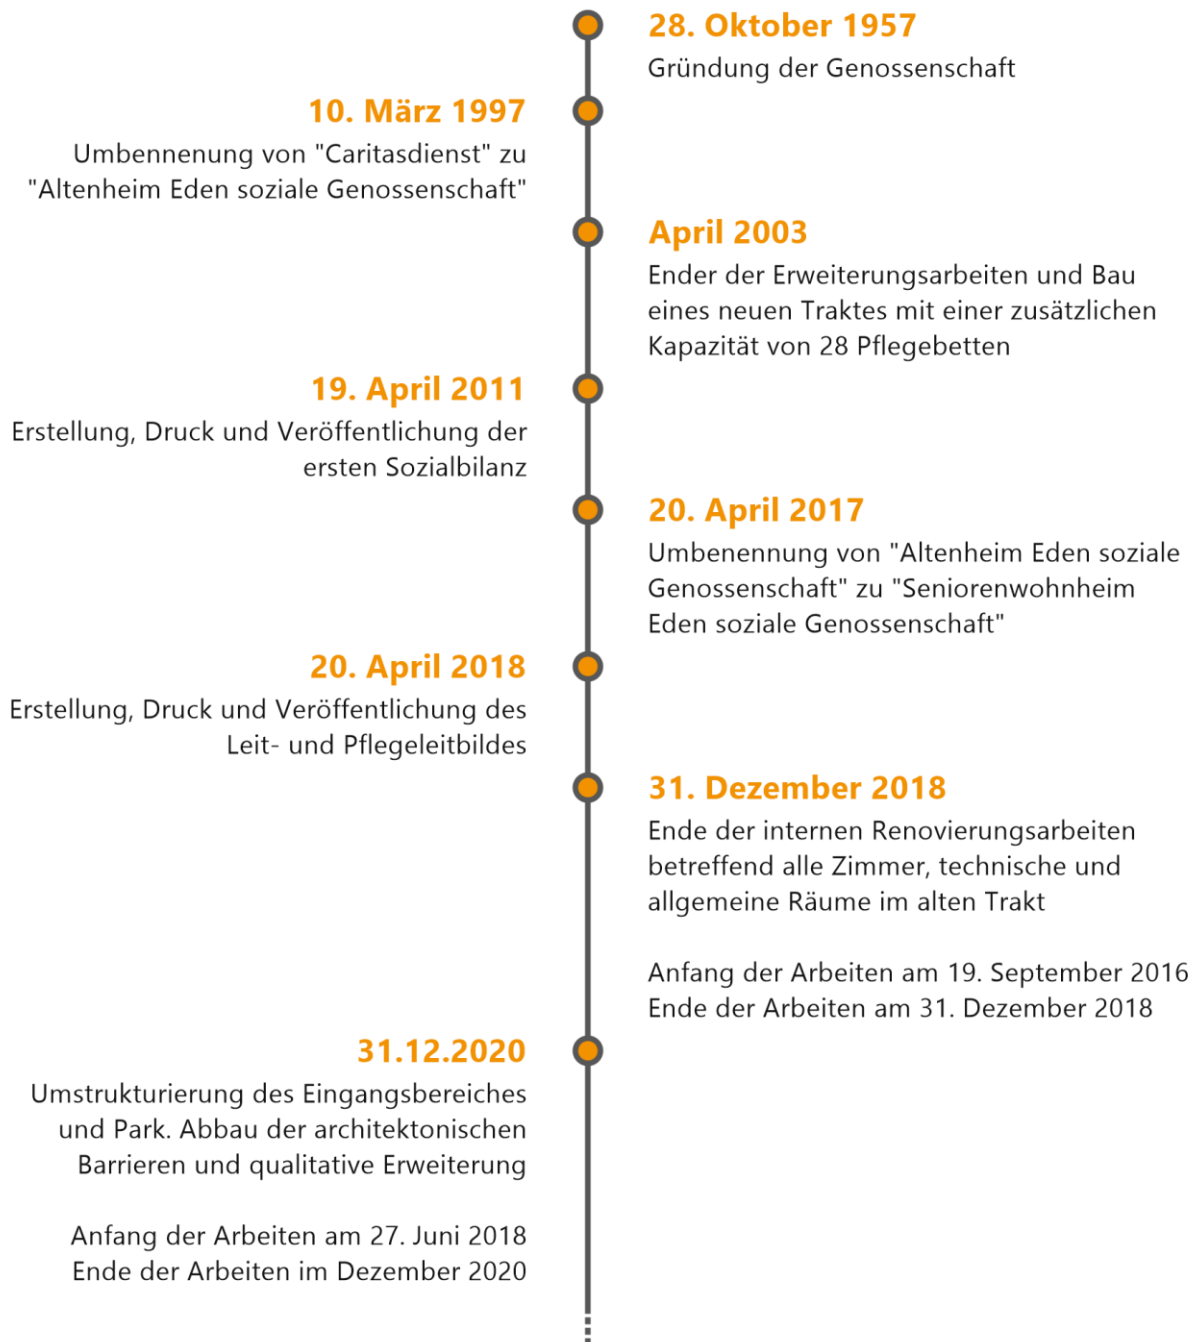 28. Oktober 1957
Gründung der Genossenschaft
10. März 1997
Umbennenung von "Caritasdienst" zu
"Altenheim Eden soziale Genossenschaft"
April 2003
Ender der Erweiterungsarbeiten und Bau
eines neuen Traktes mit einer zusätzlichen
Kapazität von 28 Pflegebetten
19. April 2011
Erstellung, Druck und Veröffentlichung der
ersten Sozialbilanz
20. April 2017
Umbenennung von "Altenheim Eden soziale
Genossenschaft" zu "Seniorenwohnheim
Eden soziale Genossenschaft"
20. April 2018
Erstellung, Druck und Veröffentlichung des
Leit- und Pflegeleitbildes
31. Dezember 2018
Ende der internen Renovierungsarbeiten
betreffend alle Zimmer, technische und
allgemeine Räume im alten Trakt
Anfang der Arbeiten am 19. September 2016
Ende der Arbeiten am 31. Dezember 2018
31.12.2020
Umstrukturierung des Eingangsbereiches
und Park. Abbau der architektonischen
Barrieren und qualitative Erweiterung
Anfang der Arbeiten am 27. Juni 2018
Ende der Arbeiten im Dezember 2020